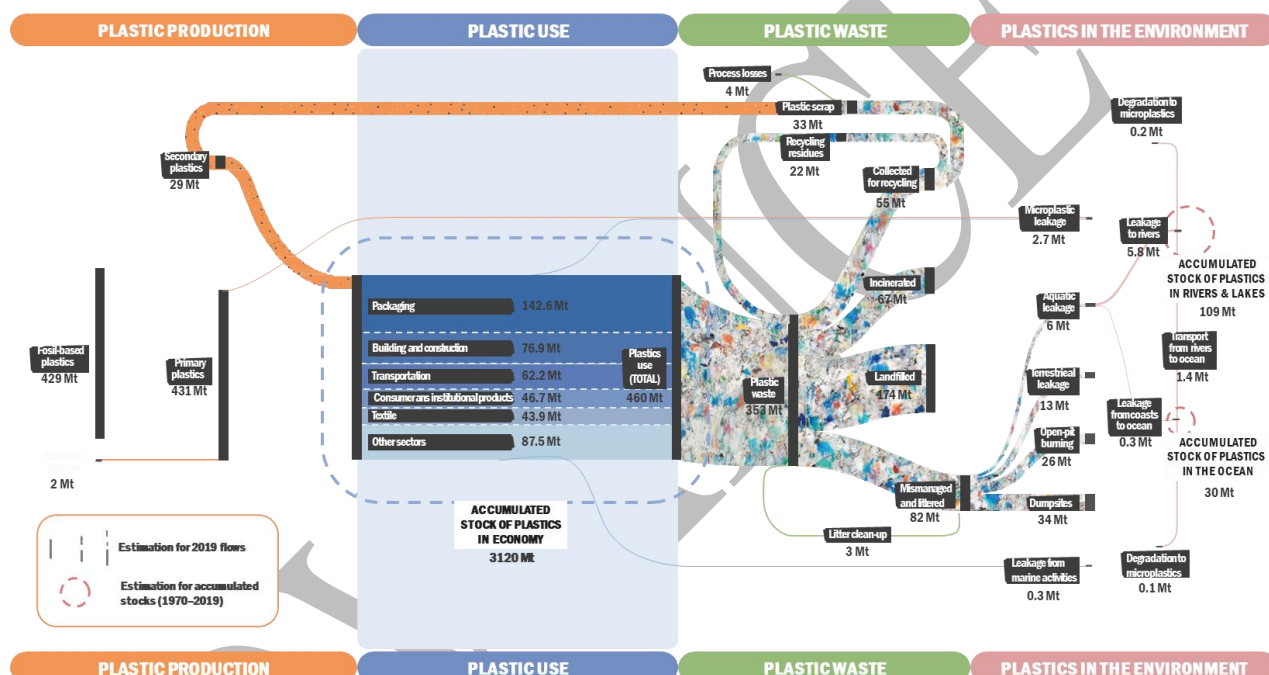 PLASTIC PRODUCTION
PLASTIC USE
PLASTIC WASTE
PLASTICS IN THE ENVIRONMENT
Process losses
4 Mt
Plastic scrap
33 Mt
Recycling
residues
22 Mt
Collected
for recycling
55 Mt
Degradation to
microplastics
0.2 Mt
Secondary
plastics
29 Mt
Microplastic
leakage
2.7 Mt
Leakage
to rivers
5.8 Mt
ACCUMULATED
STOCK OF PLASTICS
IN RIVERS & LAKES
109 Mt
Fosil-based
plastics
429 Mt
Primary
plastics
431 Mt
2 Mt
Packaging
142.6 Mt
Building and construction
76.9 Mt
Transportation
62.2 Mt
Consumer ans institutional products
46.7 Mt
Textile
43.9 Mt
Other sectors
87.5 Mt
Plastics
use
(TOTAL)
460 Mt
ACCUMULATED
STOCK OF PLASTICS
IN ECONOMY
3120 Mt
Plastic
waste
353 Mt
Incinerated
67 Mt
Landfilled
174 Mt
Mismanaged
and littered
82 Mt
Litter clean-up
3 Mt
Aquatic
leakage
6 Mt
Terrestrieal
leakage
13 Mt
Open-pit
burning
26 Mt
Dumpsites
34 Mt
Leakage from
marine activities
0.3 Mt
Transport
from rivers
to ocean
1.4 Mt
Leakage
from coasts
to ocean
0.3 Mt
ACCUMULATED
STOCK OF PLASTICS
IN THE OCEAN
30 Mt
Degradation to
microplastics
0.1 Mt
Estimation for 2019 flows
Estimation for accumulated
stocks (1970–2019)
PLASTIC PRODUCTION
PLASTIC USE
PLASTIC WASTE
PLASTICS IN THE ENVIRONMENT